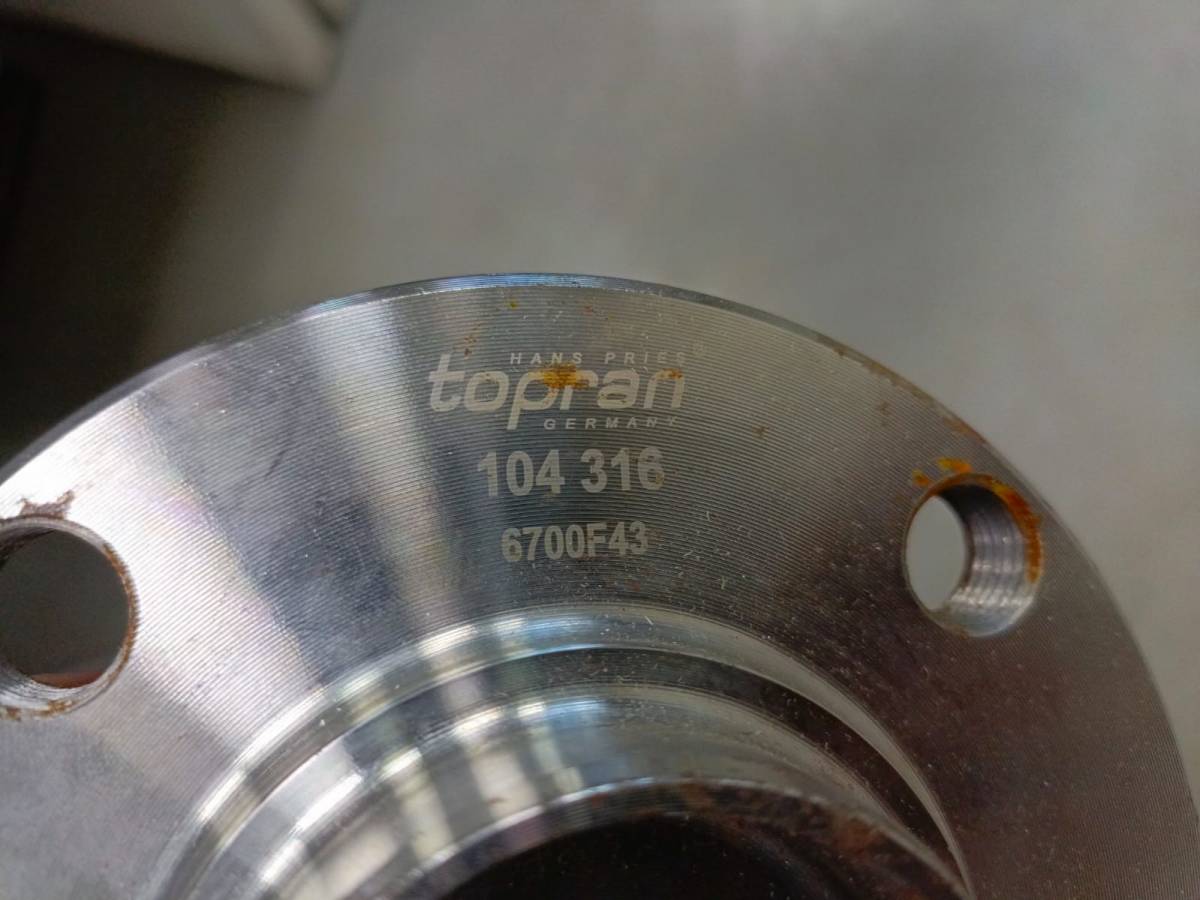 HANS PRIES®
topran
GERMANY
104 316
6700F43